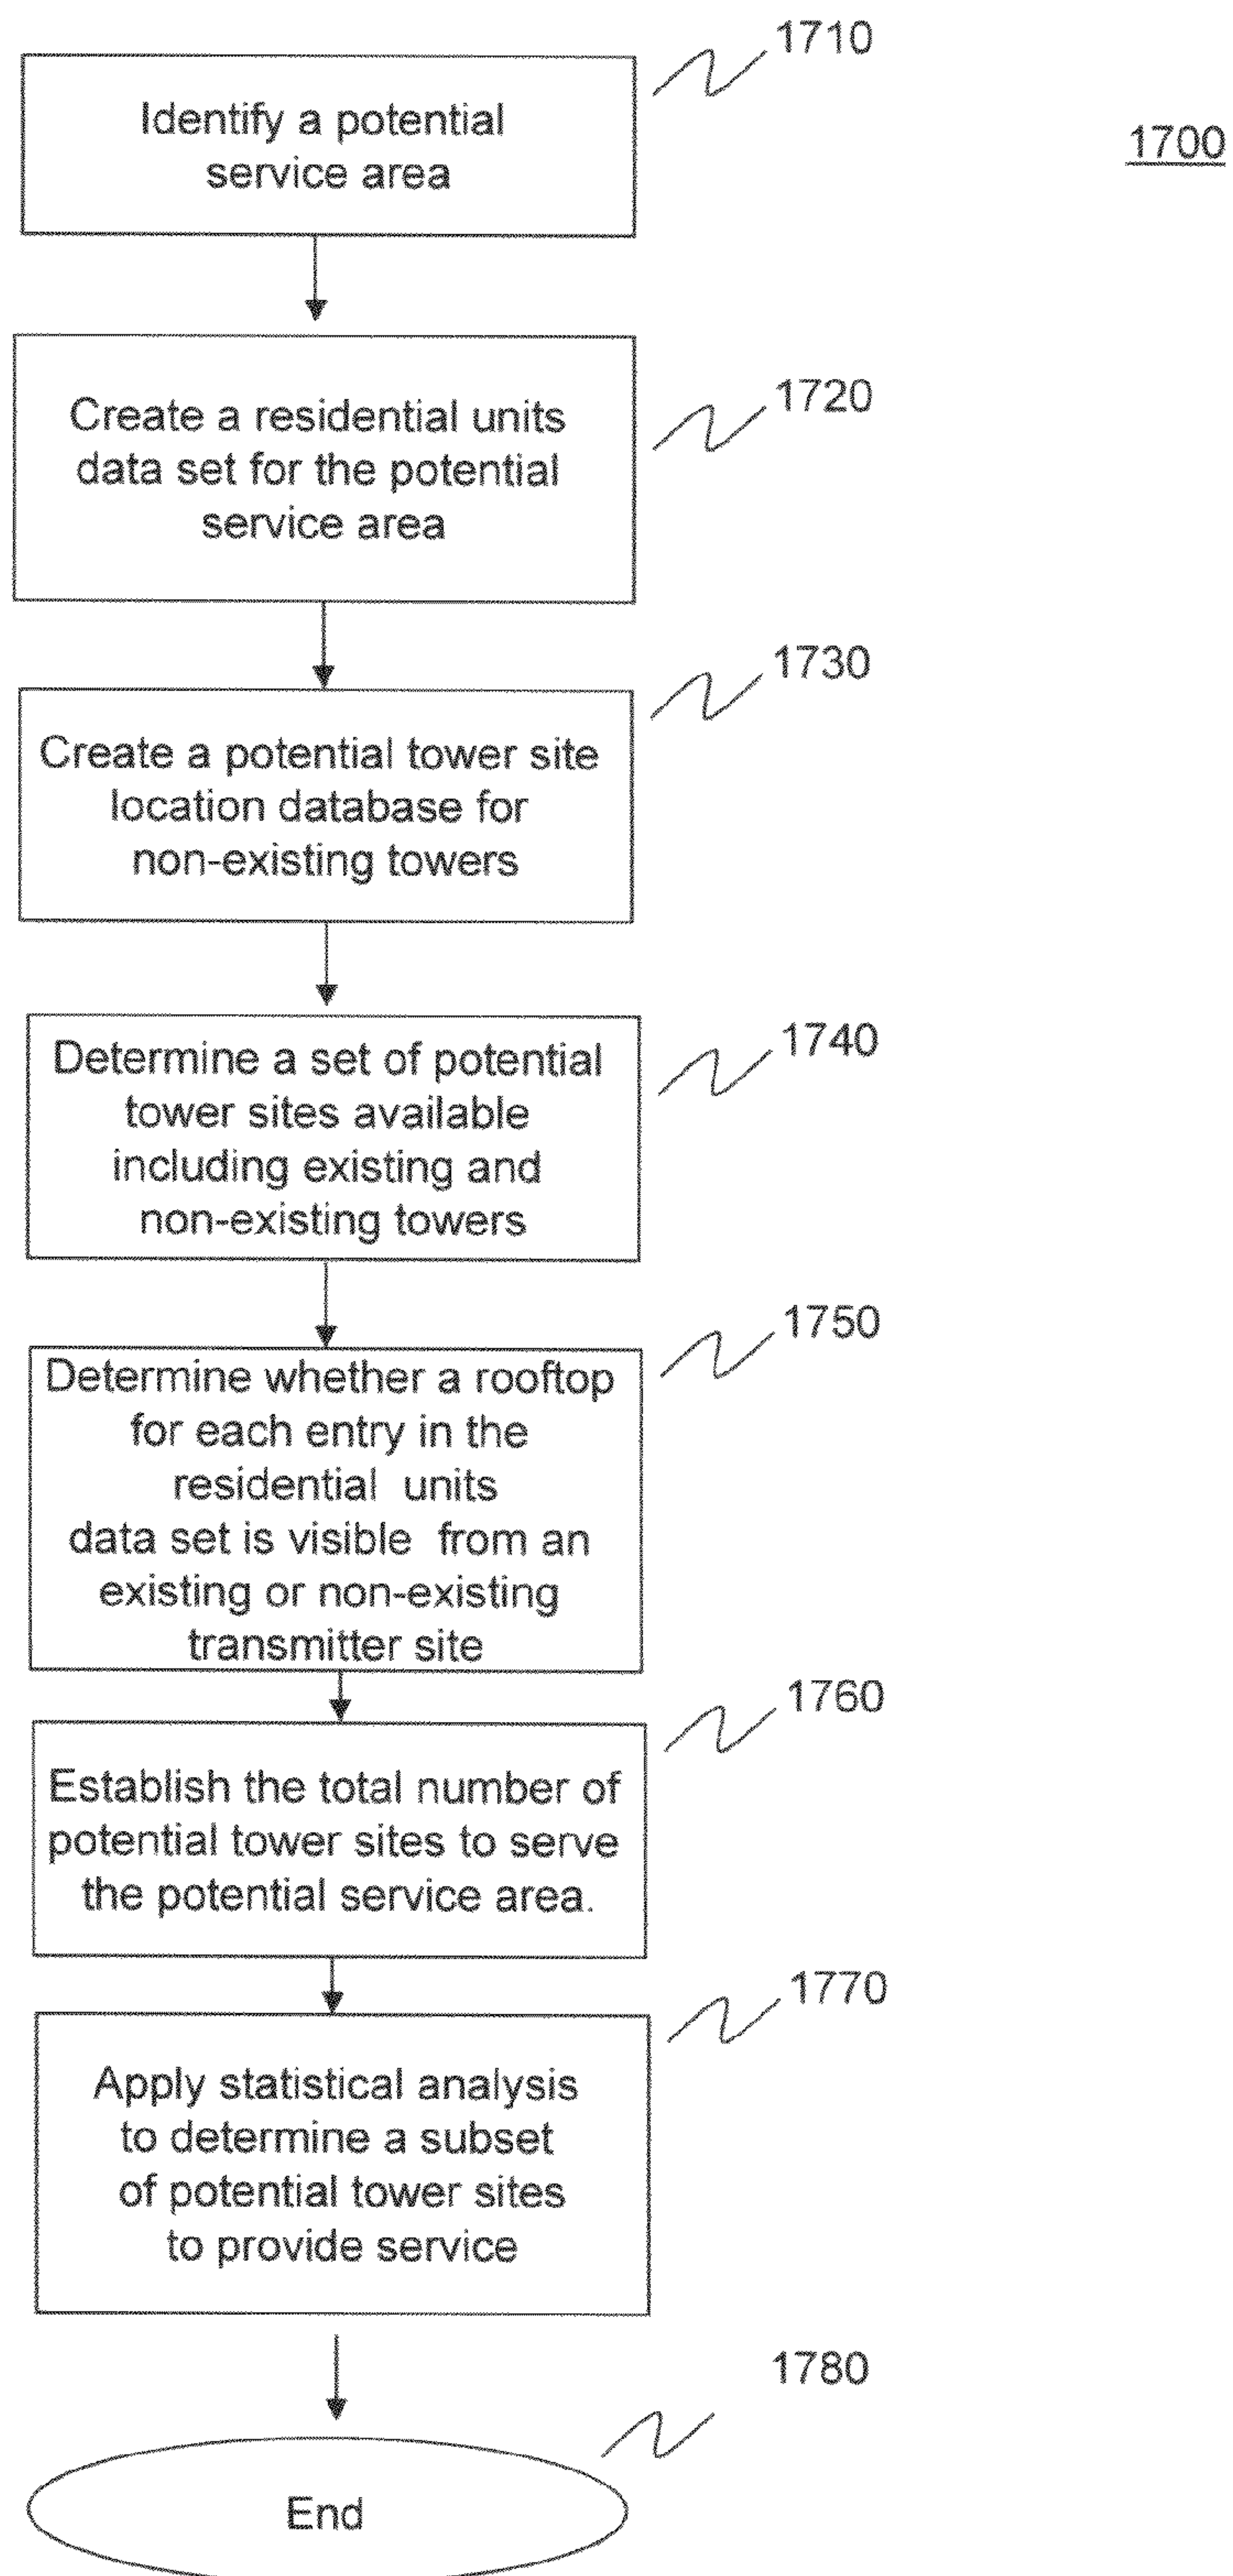 1710
1700
Identify a potential
service area
1720
Create a residential units
data set for the potential
service area
1730
Create a potential tower site
location database for
non-existing towers
1740
Determine a set of potential
tower sites available
including existing and
non-existing towers
1750
Determine whether a rooftop
for each entry in the
residential units
data set is visible from an
existing or non-existing
transmitter site
1760
Establish the total number of
potential tower sites to serve
the potential service area.
1770
Apply statistical analysis
to determine a subset
of potential tower sites
to provide service
1780
End